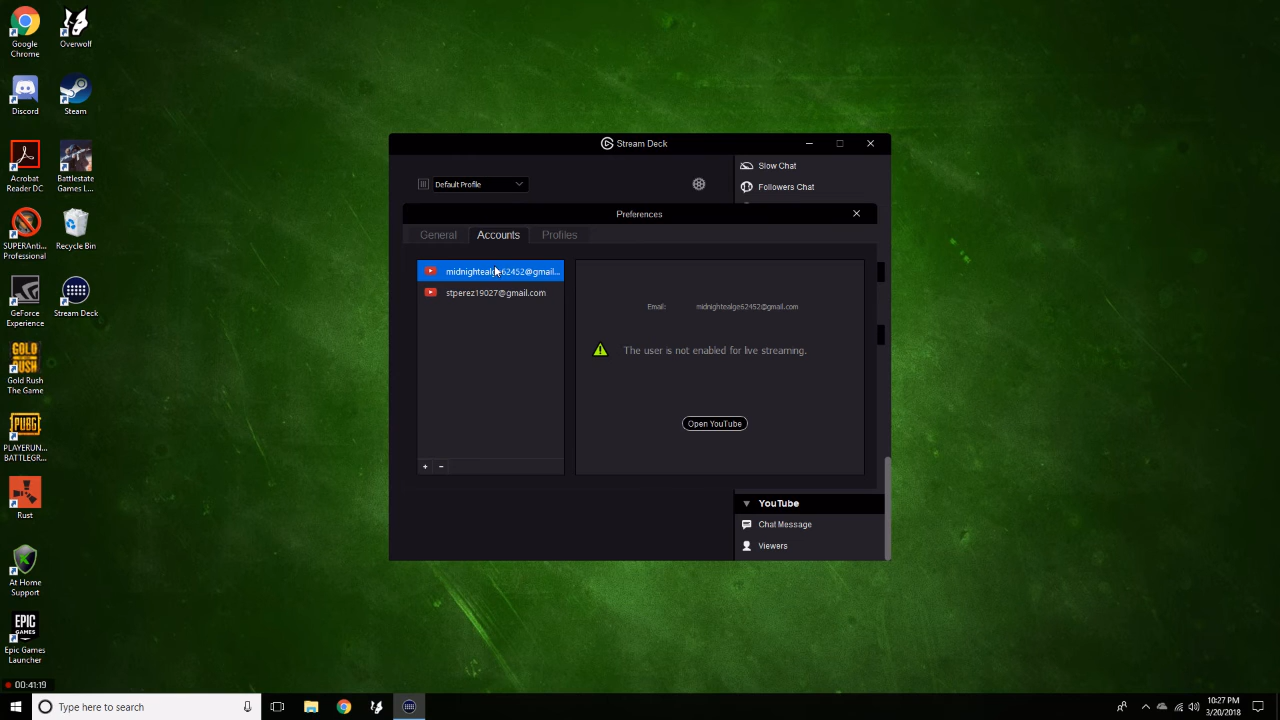 Google
Chrome
Overwolf
Discord
Steam
Acrobat
Reader DC
Battlestate
Games L...
SUPERAnti...
Professional
Recycle Bin
GeForce
Experience
Stream Deck
GOLD
RUSH
Gold Rush
The Game
PUBG
PLAYERUN...
BATTLEGR...
Rust
At Home
Support
EPIC
GAMES
Epic Games
Launcher
00:41:19
Stream Deck
Default Profile
Slow Chat
Followers Chat
Preferences
General
Accounts
Profiles
midnightealge62452@gmail...
stperez19027@gmail.com
Email: midnightealge62452@gmail.com
The user is not enabled for live streaming.
Open YouTube
+ -
YouTube
Chat Message
Viewers
Type here to search
10:27 PM
3/20/2018